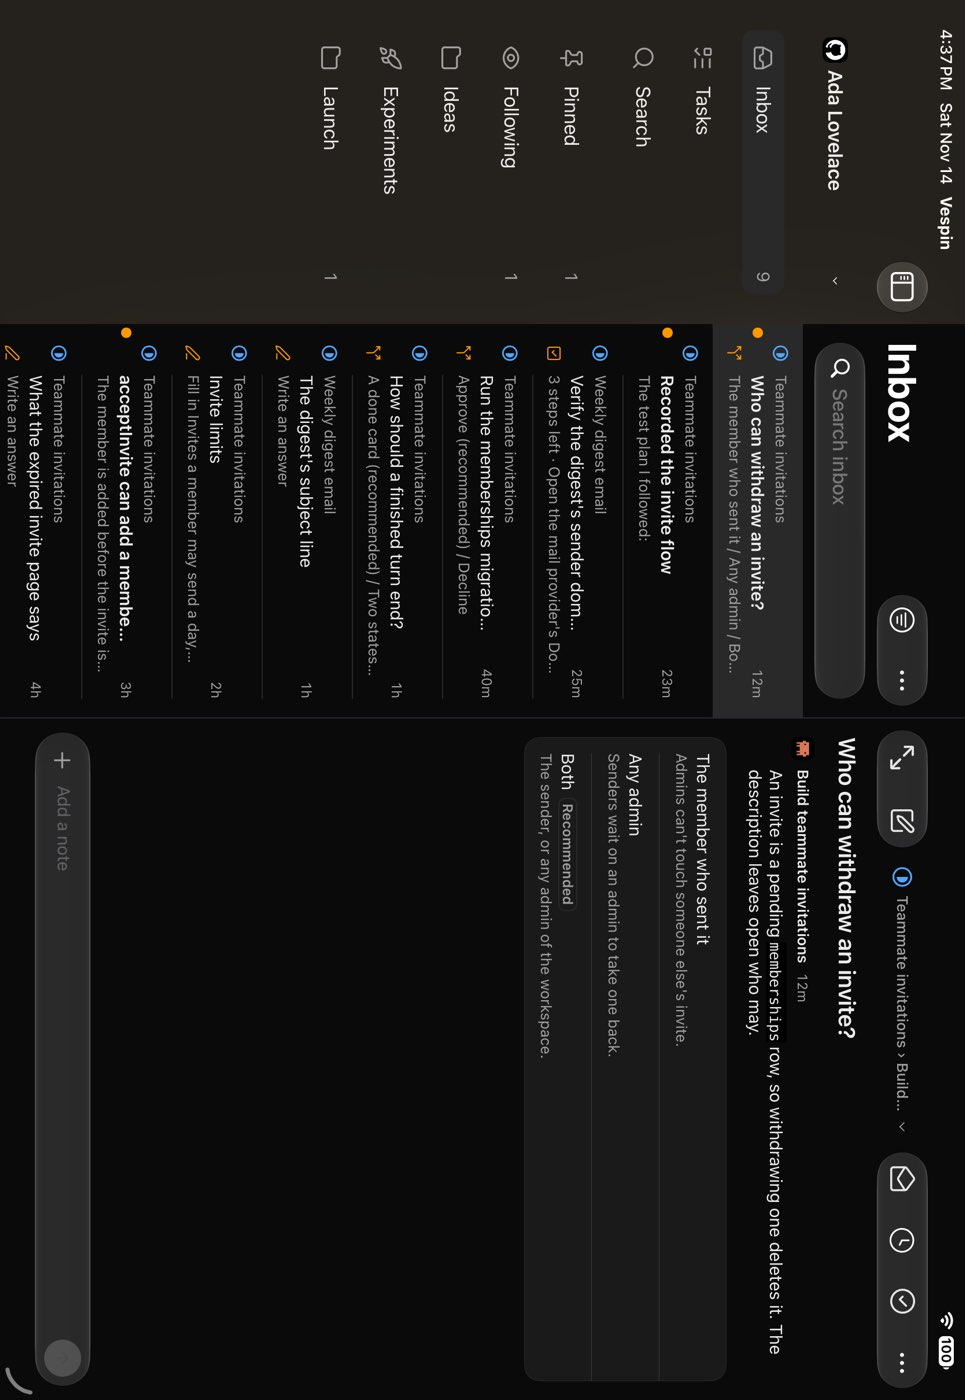 4:37 PM Sat Nov 14 Vespin
100
Ada Lovelace
Inbox 9
Tasks
Search
Pinned 1
Following 1
Ideas
Experiments
Launch 1
Inbox
Search inbox
Teammate invitations
Who can withdraw an invite? 12m
The member who sent it / Any admin / Bo...
Teammate invitations
Recorded the invite flow 23m
The test plan I followed:
Weekly digest email
Verify the digest's sender dom... 25m
3 steps left · Open the mail provider's Do...
Teammate invitations
Run the memberships migratio... 40m
Approve (recommended) / Decline
Teammate invitations
How should a finished turn end? 1h
A done card (recommended) / Two states...
Weekly digest email
The digest's subject line 1h
Write an answer
Teammate invitations
Invite limits 2h
Fill in Invites a member may send a day,...
Teammate invitations
acceptInvite can add a membe... 3h
The member is added before the invite is...
Teammate invitations
What the expired invite page says 4h
Write an answer
Teammate invitations › Build...
Who can withdraw an invite?
Build teammate invitations 12m
An invite is a pending memberships row, so withdrawing one deletes it. The
description leaves open who may.
The member who sent it
Admins can't touch someone else's invite.
Any admin
Senders wait on an admin to take one back.
Both Recommended
The sender, or any admin of the workspace.
Add a note